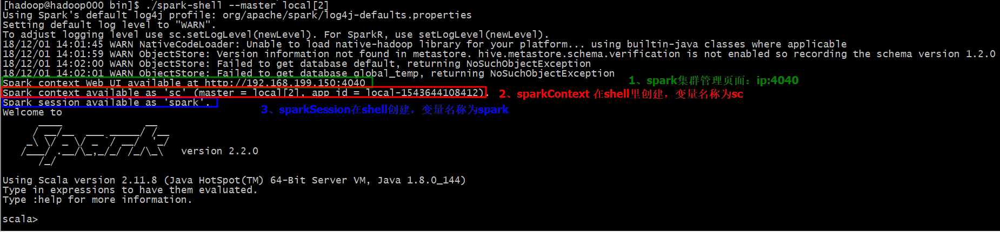 [hadoop@hadoop000 bin]$ ./spark-shell --master local[2]
Using Spark's default log4j profile: org/apache/spark/log4j-defaults.properties
Setting default log level to "WARN".
To adjust logging level use sc.setLogLevel(newLevel). For SparkR, use setLogLevel(newLevel).
18/12/01 14:01:45 WARN NativeCodeLoader: Unable to load native-hadoop library for your platform... using builtin-java classes where applicable
18/12/01 14:01:59 WARN ObjectStore: Version information not found in metastore. hive.metastore.schema.verification is not enabled so recording the schema version 1.2.0
18/12/01 14:02:00 WARN ObjectStore: Failed to get database default, returning NoSuchObjectException
18/12/01 14:02:01 WARN ObjectStore: Failed to get database global_temp, returning NoSuchObjectException
Spark context Web UI available at http://192.168.199.150:4040
1、spark集群管理页面：ip:4040
Spark context available as 'sc' (master = local[2], app id = local-1543644108412).
2、sparkContext 在shell里创建，变量名称为sc
Spark session available as 'spark'.
3、sparkSession在shell创建，变量名称为spark
Welcome to
Spark version 2.2.0
Using Scala version 2.11.8 (Java HotSpot(TM) 64-Bit Server VM, Java 1.8.0_144)
Type in expressions to have them evaluated.
Type :help for more information.
scala>